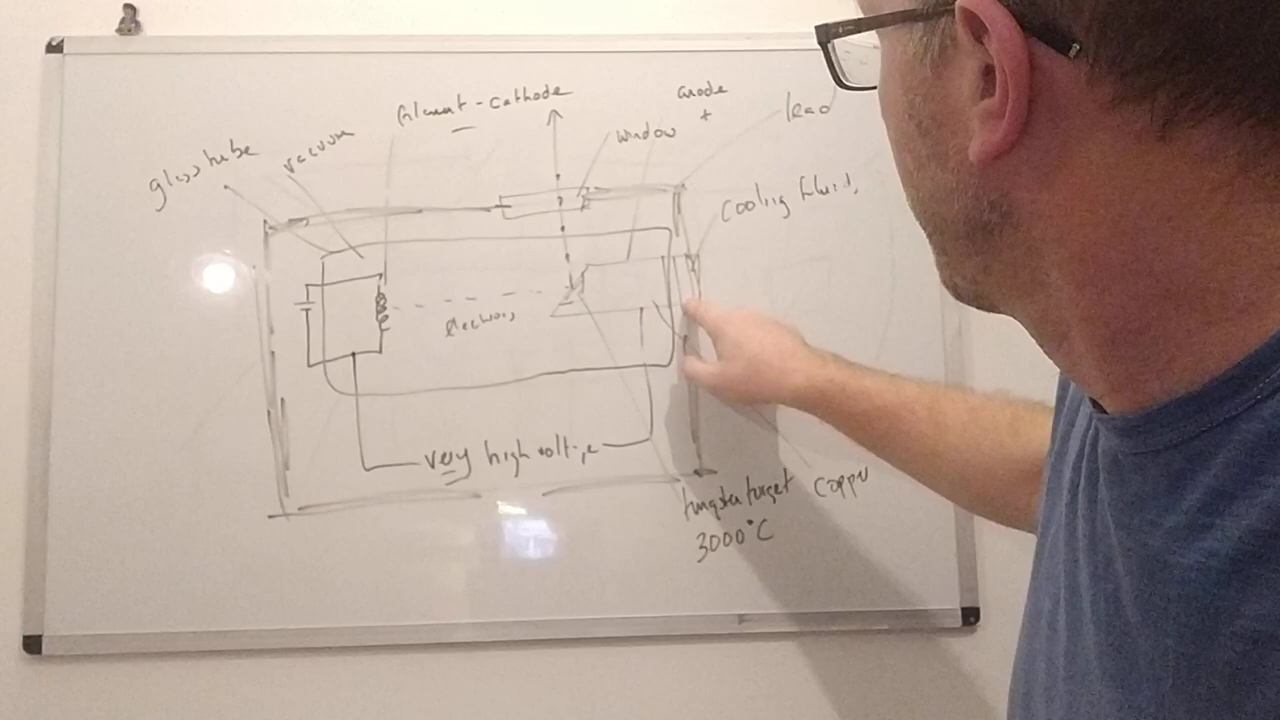 filament - cathode
anode
+
lead
window
vacuum
glass tube
cooling fluid,
electrons
very high voltage
tungsten target
3000°C
copper